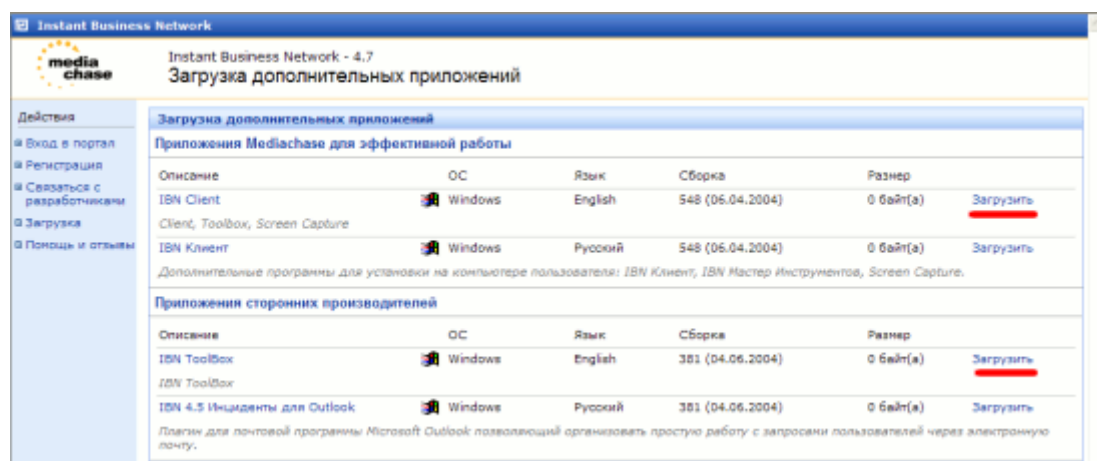 Instant Business Network
media
chase
Instant Business Network - 4.7
Загрузка дополнительных приложений
Действия
Вход в портал
Регистрация
Связаться с
разработчиками
Загрузка
Помощь и отзывы
Загрузка дополнительных приложений
Приложения Mediachase для эффективной работы
Описание ОС Язык Сборка Размер
IBN Client Windows English 548 (06.04.2004) 0 байт(а) Загрузить
Client, Toolbox, Screen Capture
IBN Клиент Windows Русский 548 (06.04.2004) 0 байт(а) Загрузить
Дополнительные программы для установки на компьютере пользователя: IBN Клиент, IBN Мастер Инструментов, Screen Capture.
Приложения сторонних производителей
Описание ОС Язык Сборка Размер
IBN ToolBox Windows English 381 (04.06.2004) 0 байт(а) Загрузить
IBN ToolBox
IBN 4.5 Инциденты для Outlook Windows Русский 381 (04.06.2004) 0 байт(а) Загрузить
Плагин для почтовой программы Microsoft Outlook позволяющий организовать простую работу с запросами пользователей через электронную
почту.